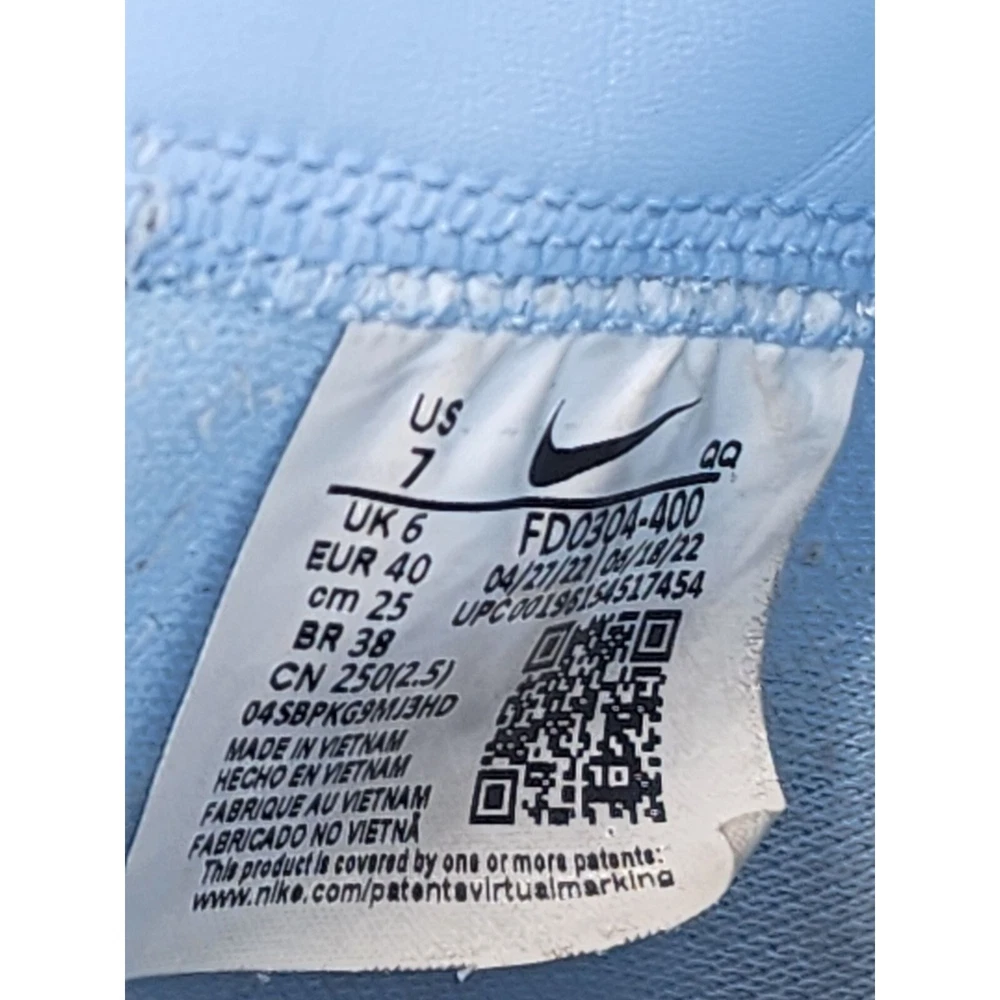 US
7
QQ
UK 6
EUR 40
cm 25
BR 38
CN 250(2.5)
04SBPKG9MJ3HD
FD0304-400
04/27/22 | 06/18/22
UPC00196154517454
MADE IN VIETNAM
HECHO EN VIETNAM
FABRIQUE AU VIETNAM
FABRICADO NO VIETNÃ
This product is covered by one or more patents:
www.nike.com/patentsvirtualmarking